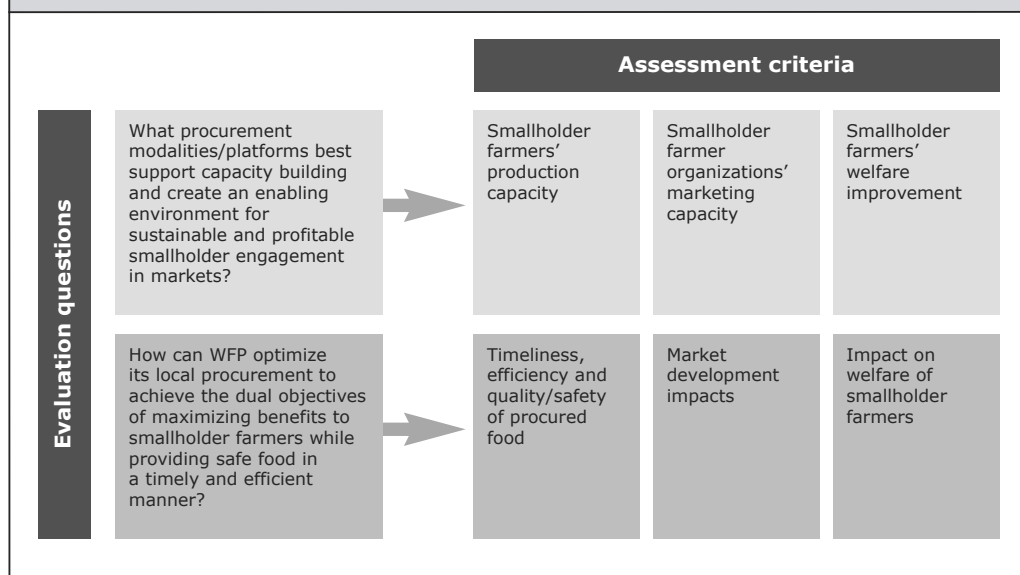 Assessment criteria
Evaluation questions
What procurement
modalities/platforms best
support capacity building
and create an enabling
environment for
sustainable and profitable
smallholder engagement
in markets?
Smallholder
farmers’
production
capacity
Smallholder
farmer
organizations’
marketing
capacity
Smallholder
farmers’
welfare
improvement
How can WFP optimize
its local procurement to
achieve the dual objectives
of maximizing benefits to
smallholder farmers while
providing safe food in
a timely and efficient
manner?
Timeliness,
efficiency and
quality/safety
of procured
food
Market
development
impacts
Impact on
welfare of
smallholder
farmers